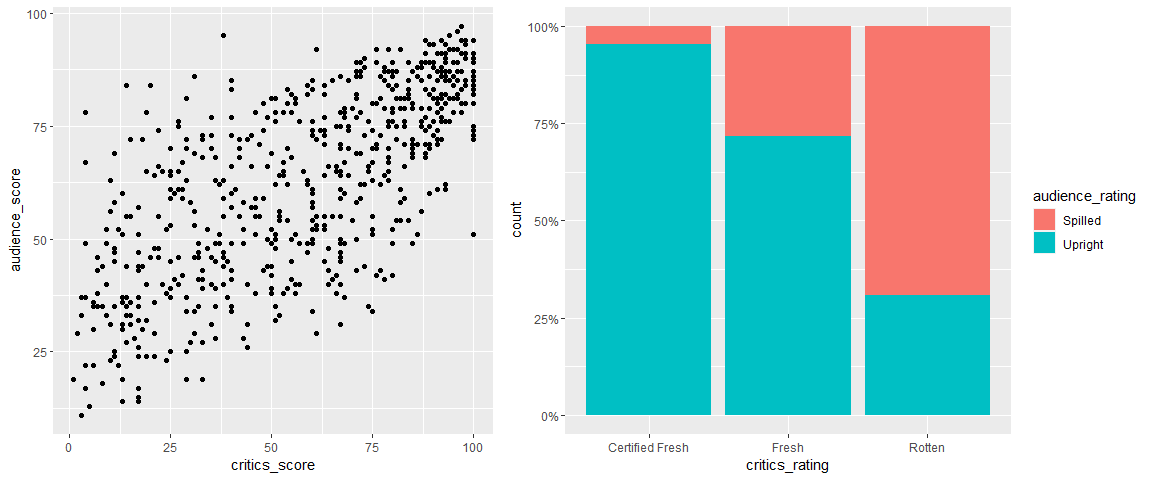 100
75
50
25
audience_score
0 25 50 75 100
critics_score
100%
75%
50%
25%
0%
count
Certified Fresh Fresh Rotten
critics_rating
audience_rating
Spilled
Upright